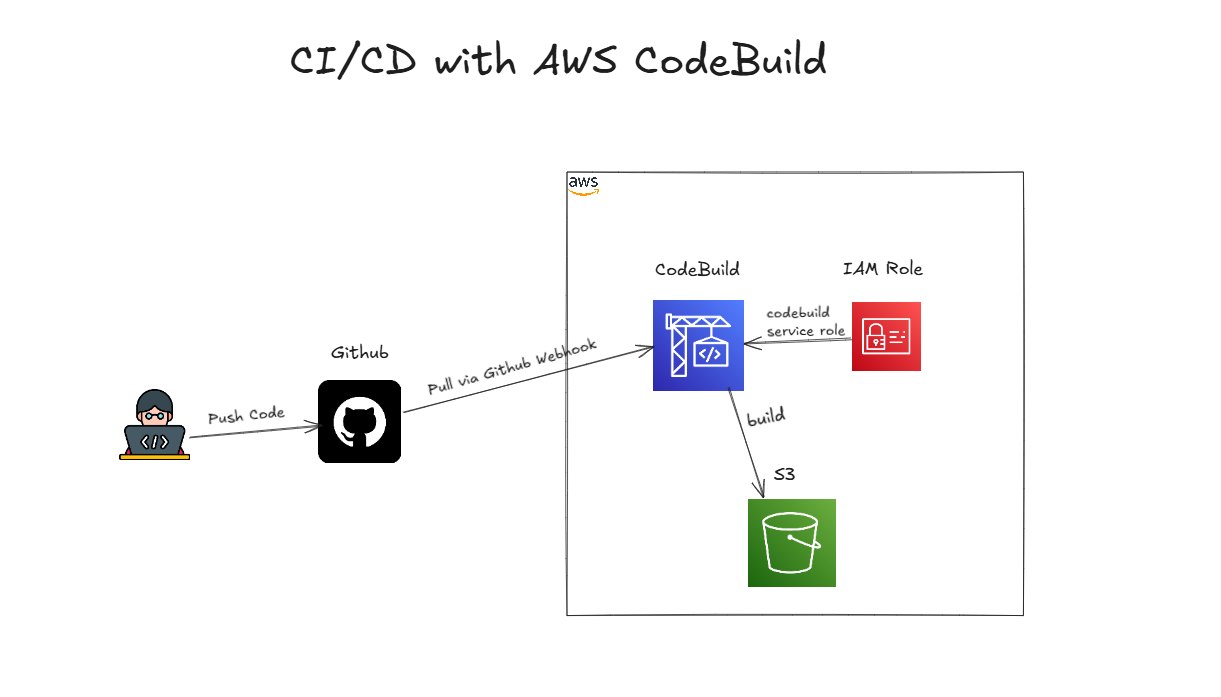 CI/CD with AWS CodeBuild
aws
CodeBuild
IAM Role
codebuild
service role
Github
Pull via Github Webhook
Push Code
</>
</>
build
S3